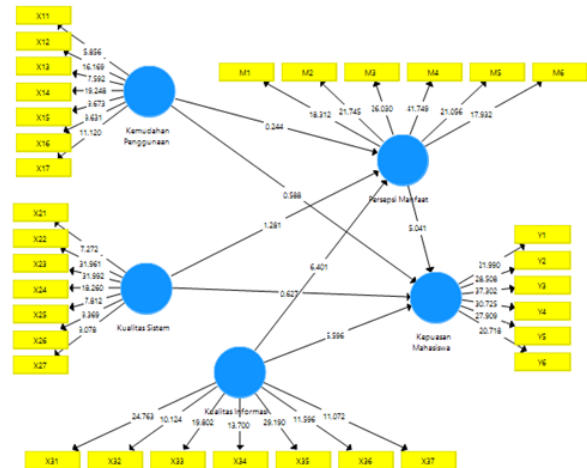 X11
X12
X13
X14
X15
X16
X17
5.856
16.169
7.592
19.248
3.673
3.631
11.120
Kemudahan
Penggunaan
M1
M2
M3
M4
M5
M6
18.312
21.745
26.030
41.749
21.056
17.932
Persepsi Manfaat
0.244
0.588
1.281
6.401
5.041
0.627
5.596
X21
X22
X23
X24
X25
X26
X27
7.272
31.961
31.992
18.260
7.812
3.369
3.078
Kualitas Sistem
Y1
Y2
Y3
Y4
Y5
Y6
21.990
28.508
37.302
30.725
27.909
20.718
Kepuasan
Mahasiswa
Kualitas Informasi
24.763
10.124
19.802
13.700
29.190
11.596
11.072
X31
X32
X33
X34
X35
X36
X37